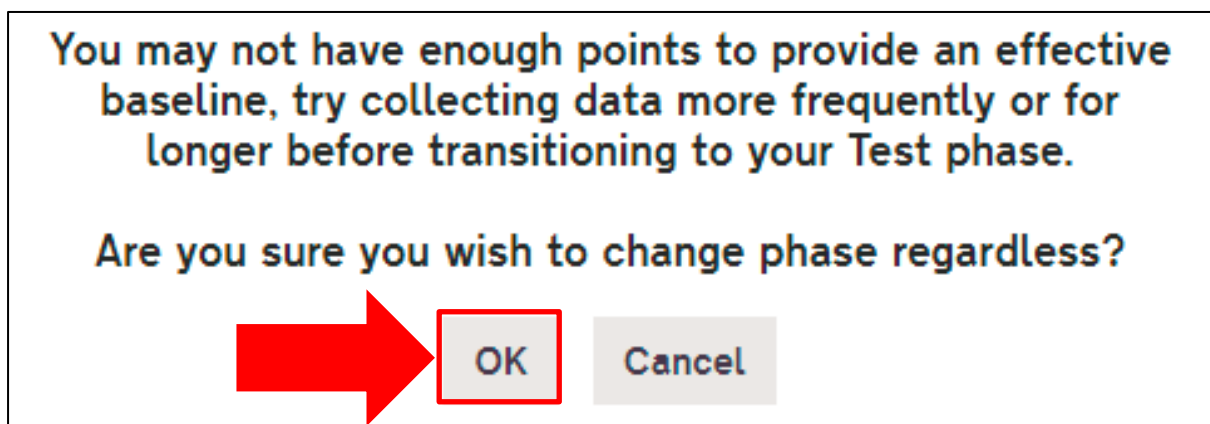 You may not have enough points to provide an effective
baseline, try collecting data more frequently or for
longer before transitioning to your Test phase.
Are you sure you wish to change phase regardless?
OK Cancel